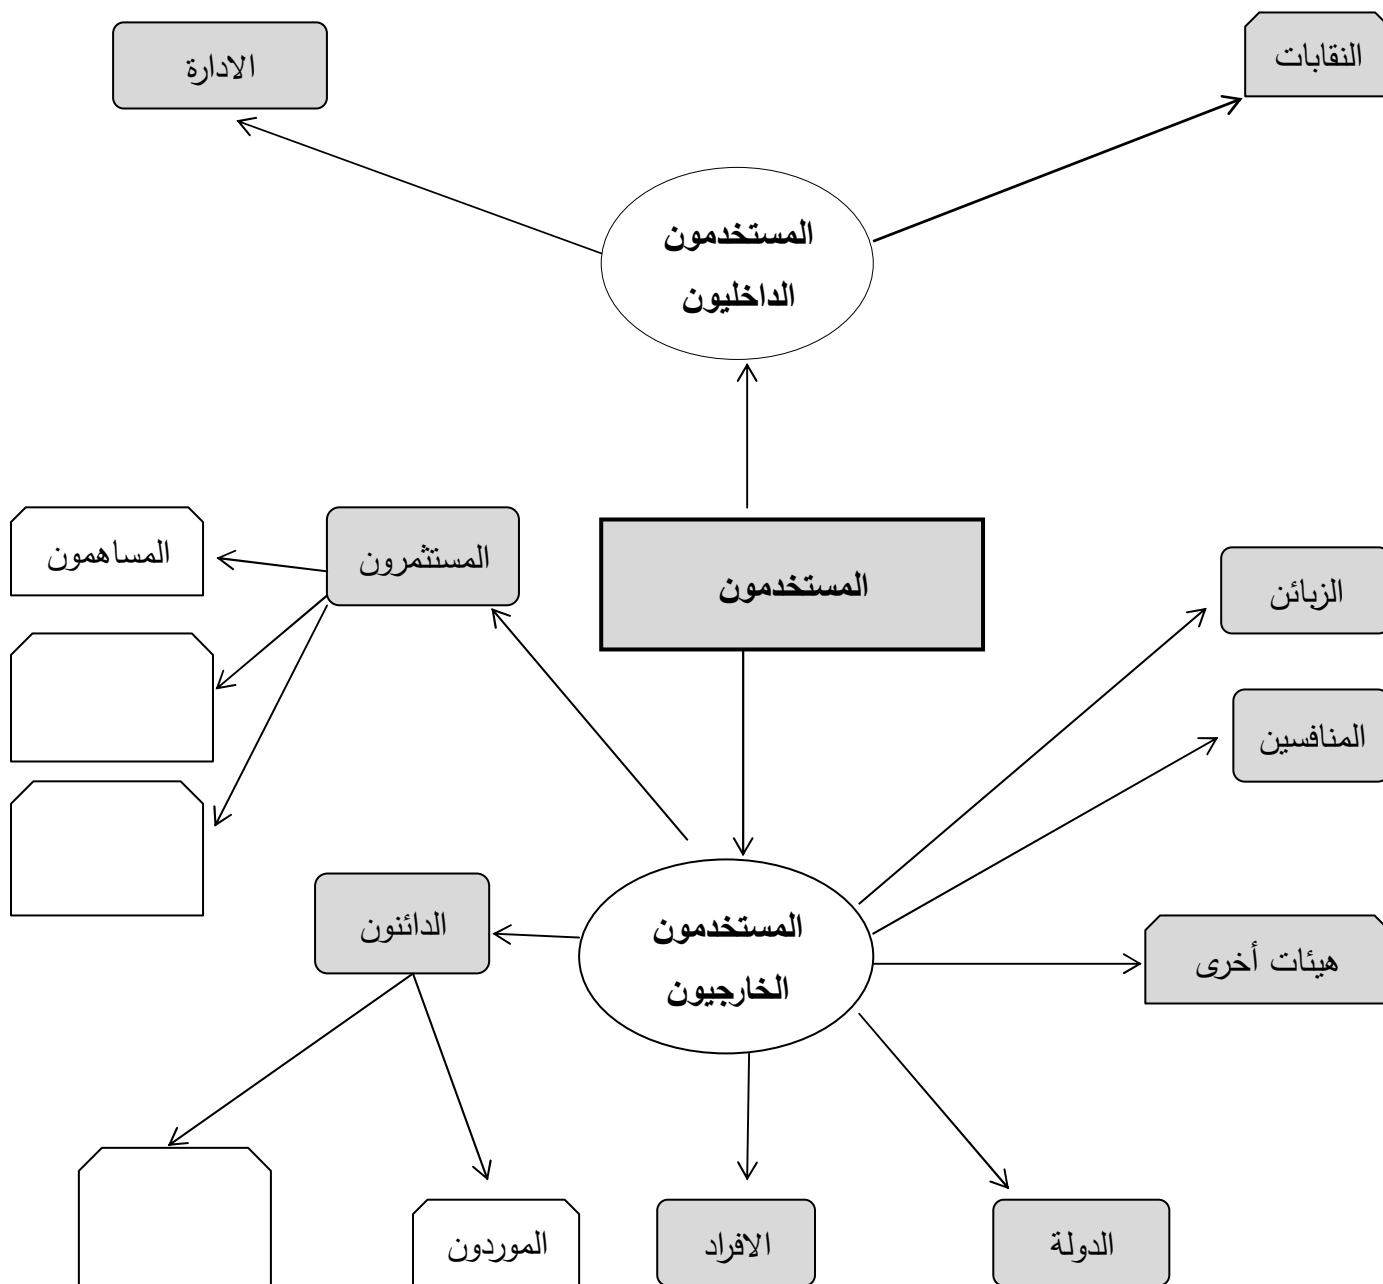 النقابات
الادارة
المستخدمون
الداخليون
المستثمرون
المساهمون
المستخدمون
الزبائن
المنافسين
الدائنون
المستخدمون
الخارجيون
هيئات أخرى
الدولة
الافراد
الموردون